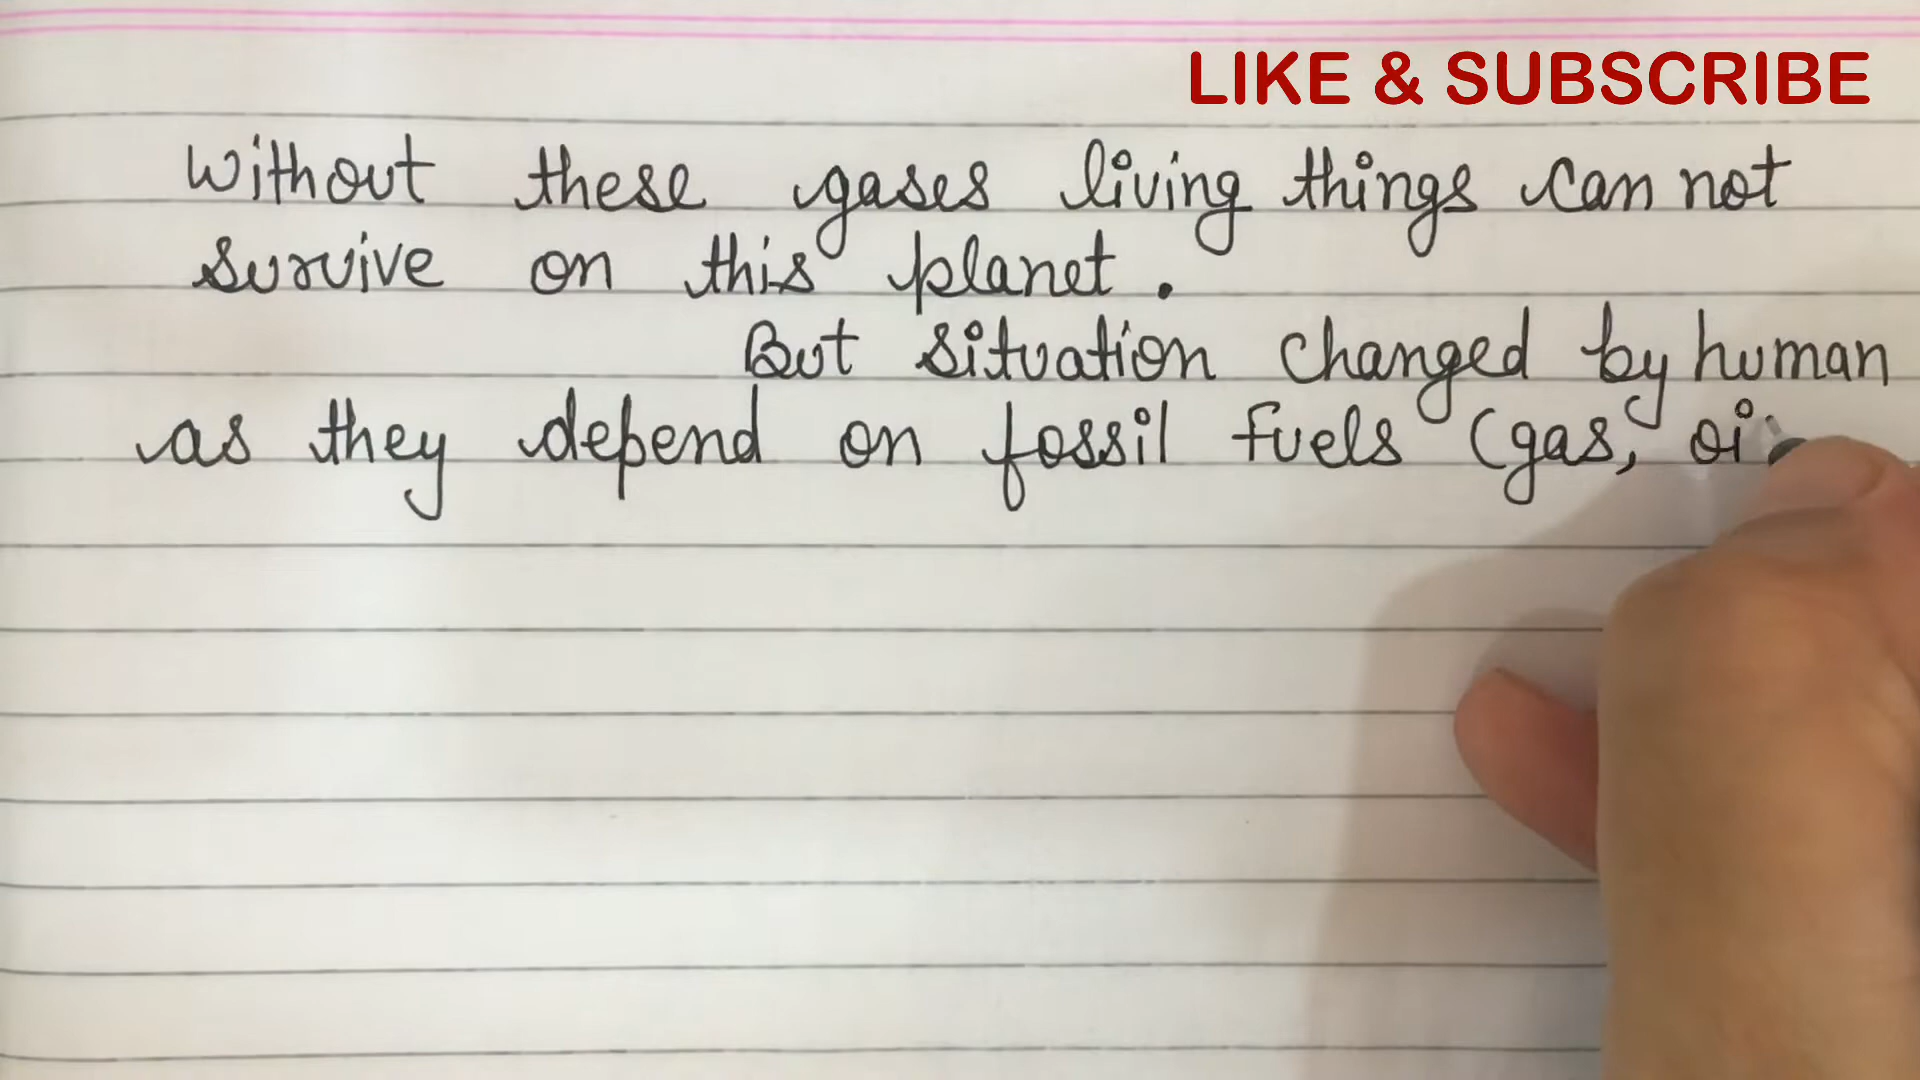 LIKE & SUBSCRIBE
Without these gases living things can not
survive on this planet.
But situation changed by human
as they depend on fossil fuels (gas, oi